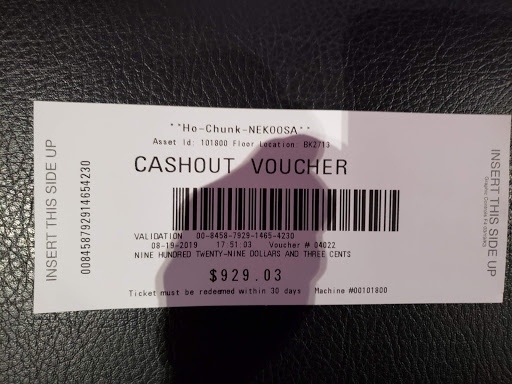 **Ho-Chunk-NEKOOSA**
Asset Id: 101800 Floor Location: BK2713
CASHOUT VOUCHER
INSERT THIS SIDE UP
00845879291465​4230
VALIDATION 00-8458-7929-1465-4230
08-19-2019 17:51:03 Voucher # 04022
NINE HUNDRED TWENTY-NINE DOLLARS AND THREE CENTS
$929.03
Ticket must be redeemed within 30 days Machine #00101800
INSERT THIS SIDE UP